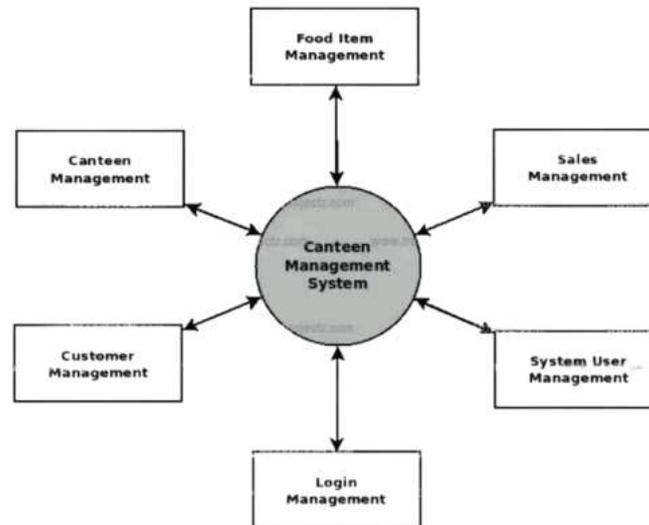 Food Item
Management
Canteen
Management
Sales
Management
Canteen
Management
System
Customer
Management
System User
Management
Login
Management